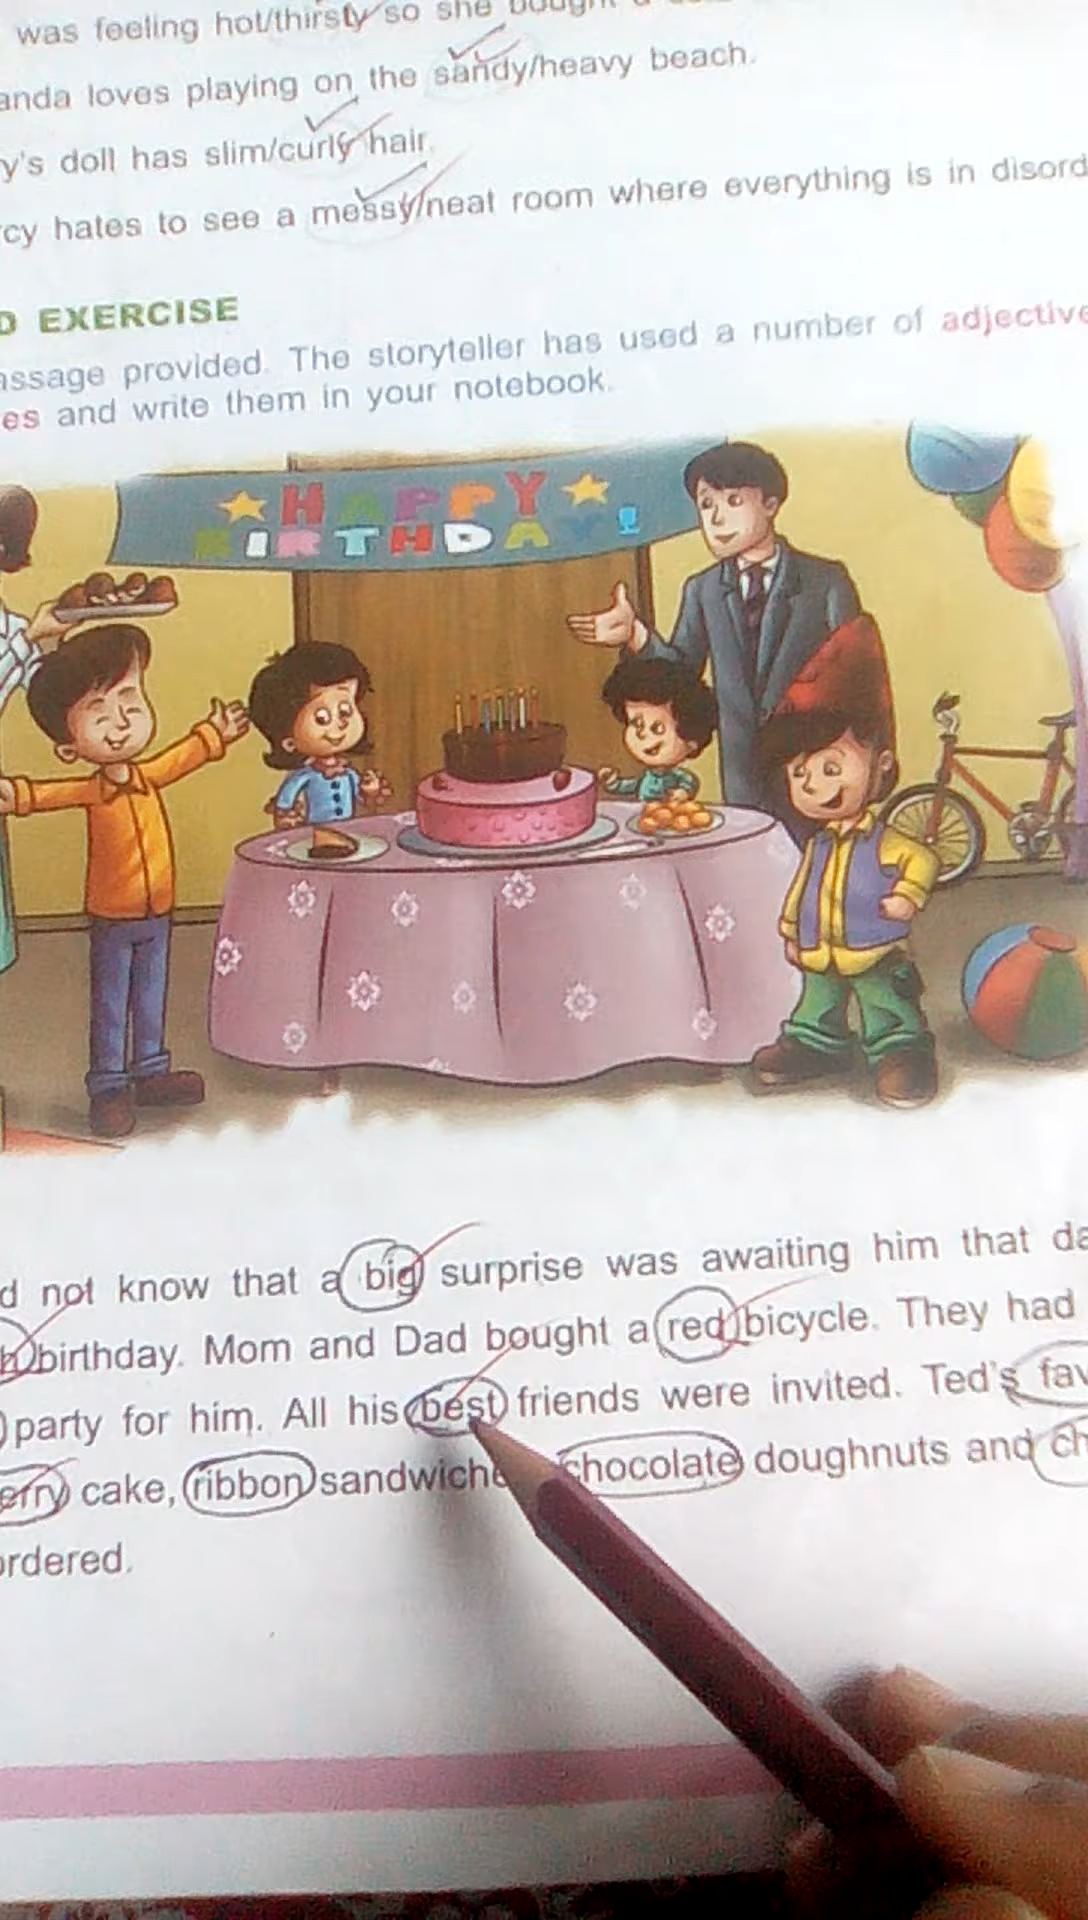 was feeling hot/thirsty so she
anda loves playing on the sandy/heavy beach.
y's doll has slim/curly hair.
rcy hates to see a messy/neat room where everything is in disord
D EXERCISE
assage provided. The storyteller has used a number of adjective
es and write them in your notebook.
HAPPY
BIRTHDAY!
d not know that a big surprise was awaiting him that da
h birthday. Mom and Dad bought a red bicycle. They had
party for him. All his best friends were invited. Ted's fav
erry cake, ribbon sandwiche chocolate doughnuts and ch
ordered.